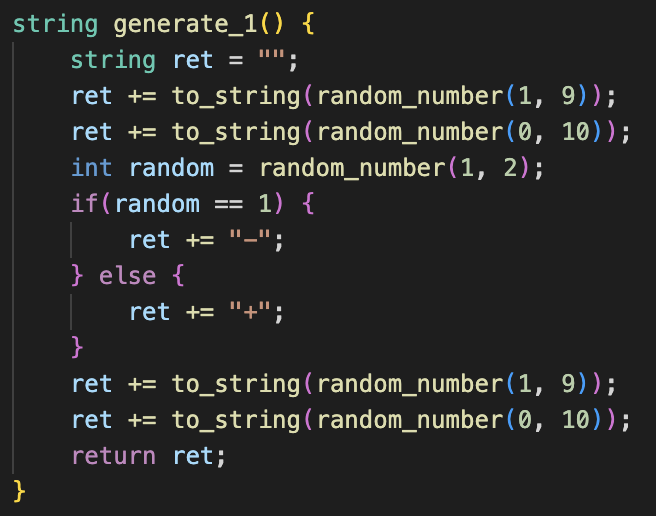 string generate_1() {
    string ret = "";
    ret += to_string(random_number(1, 9));
    ret += to_string(random_number(0, 10));
    int random = random_number(1, 2);
    if(random == 1) {
        ret += "-";
    } else {
        ret += "+";
    }
    ret += to_string(random_number(1, 9));
    ret += to_string(random_number(0, 10));
    return ret;
}